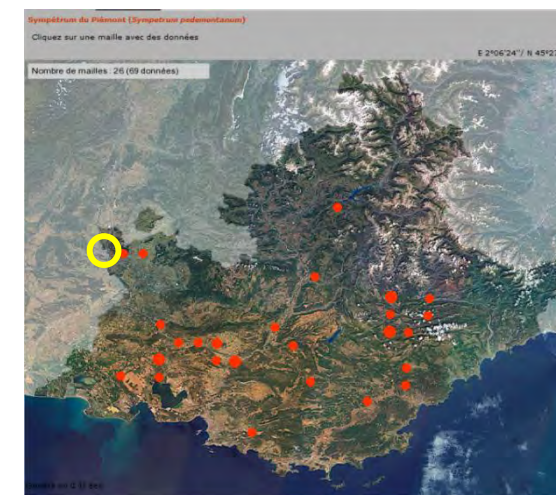 Sympétrum du Piémont (Sympetrum pedemontanum)
Cliquez sur une maille avec des données
E 2°06'24"/ N 45°2
Nombre de mailles : 26 (69 données)